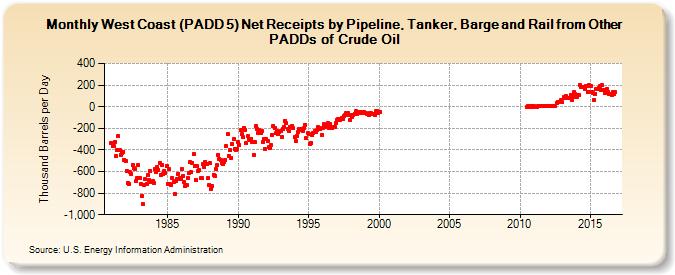 Monthly West Coast (PADD 5) Net Receipts by Pipeline, Tanker, Barge and Rail from Other
PADDs of Crude Oil
Thousand Barrels per Day
400
200
0
-200
-400
-600
-800
-1,000
1985 1990 1995 2000 2005 2010 2015
Source: U.S. Energy Information Administration